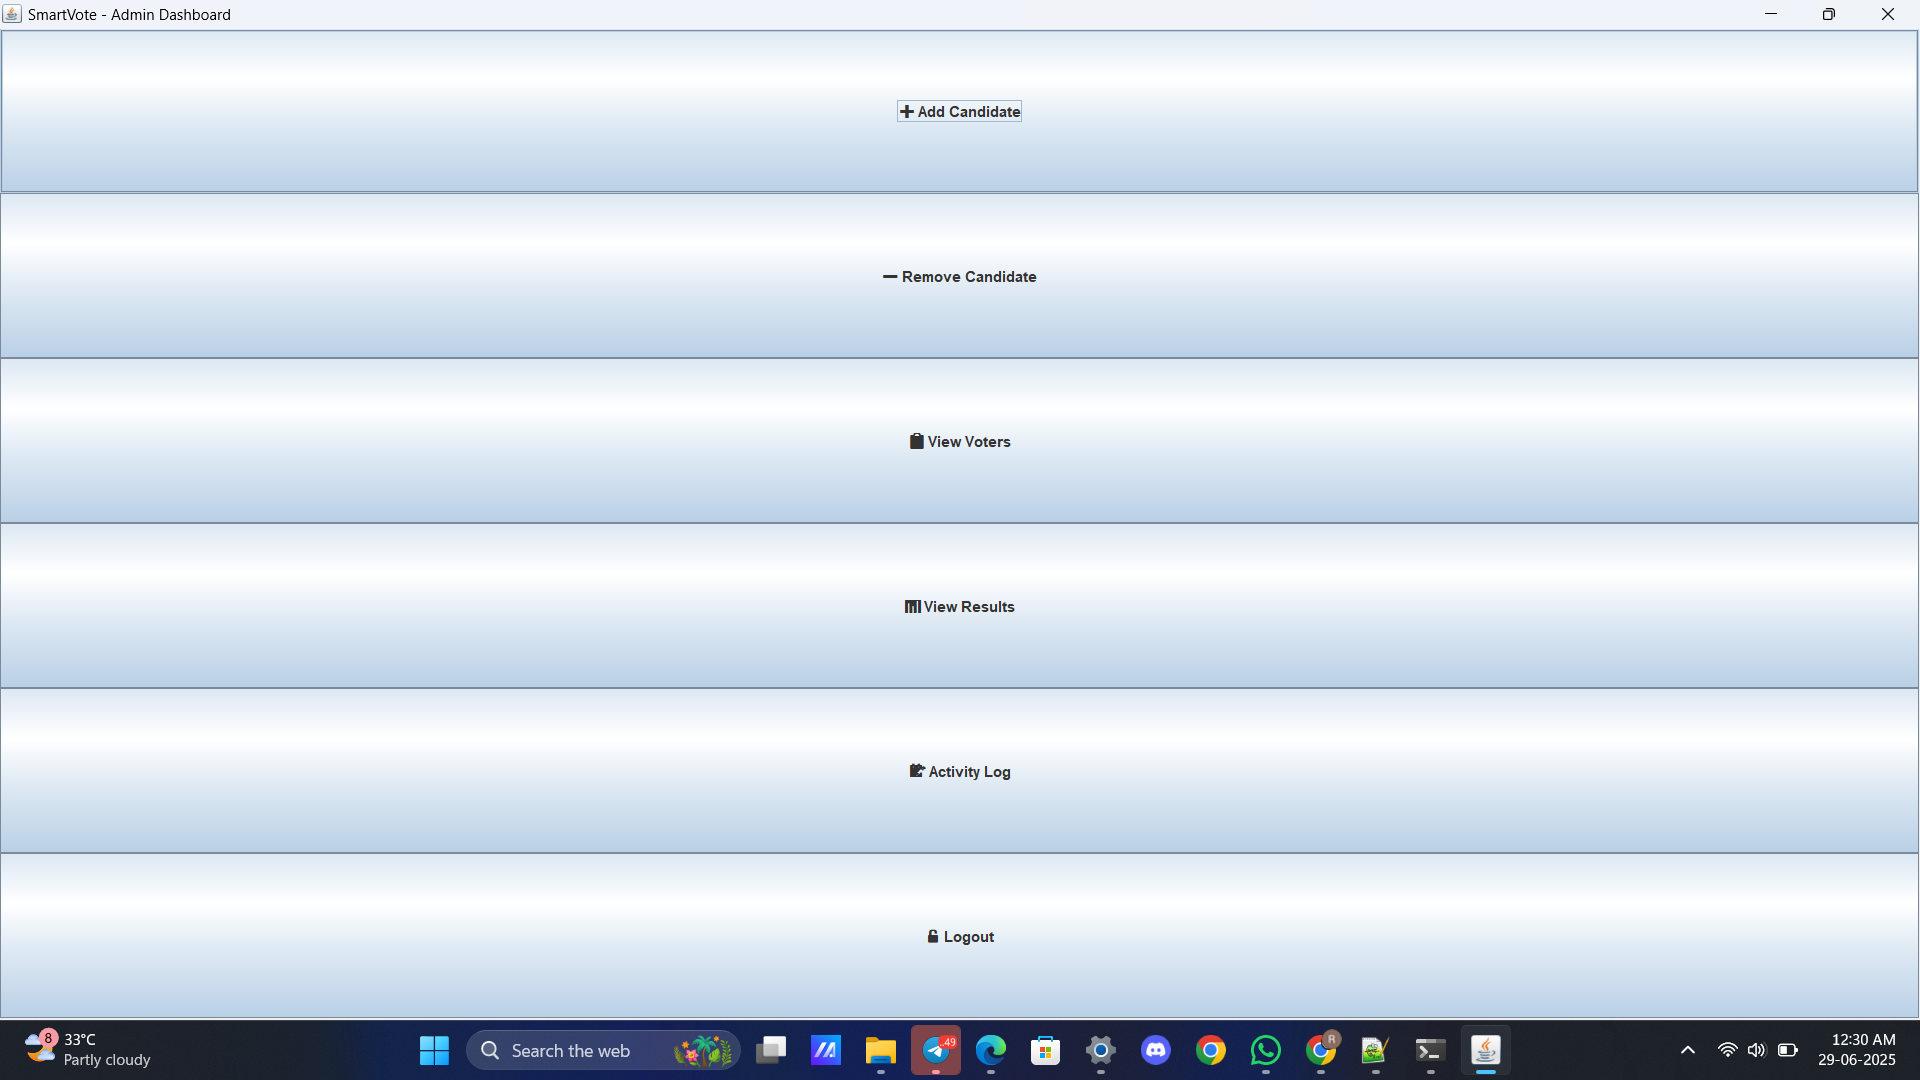 SmartVote - Admin Dashboard
Add Candidate
Remove Candidate
View Voters
View Results
Activity Log
Logout
8
33°C
Partly cloudy
Search the web
.49
R
12:30 AM
29-06-2025